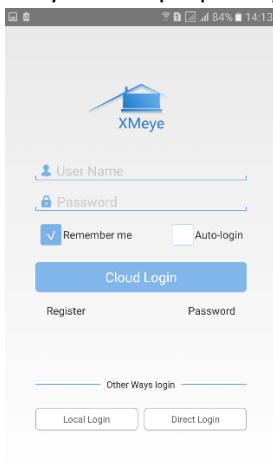 84% 14:13
XMeye
User Name
Password
Remember me Auto-login
Cloud Login
Register Password
Other Ways login
Local Login Direct Login